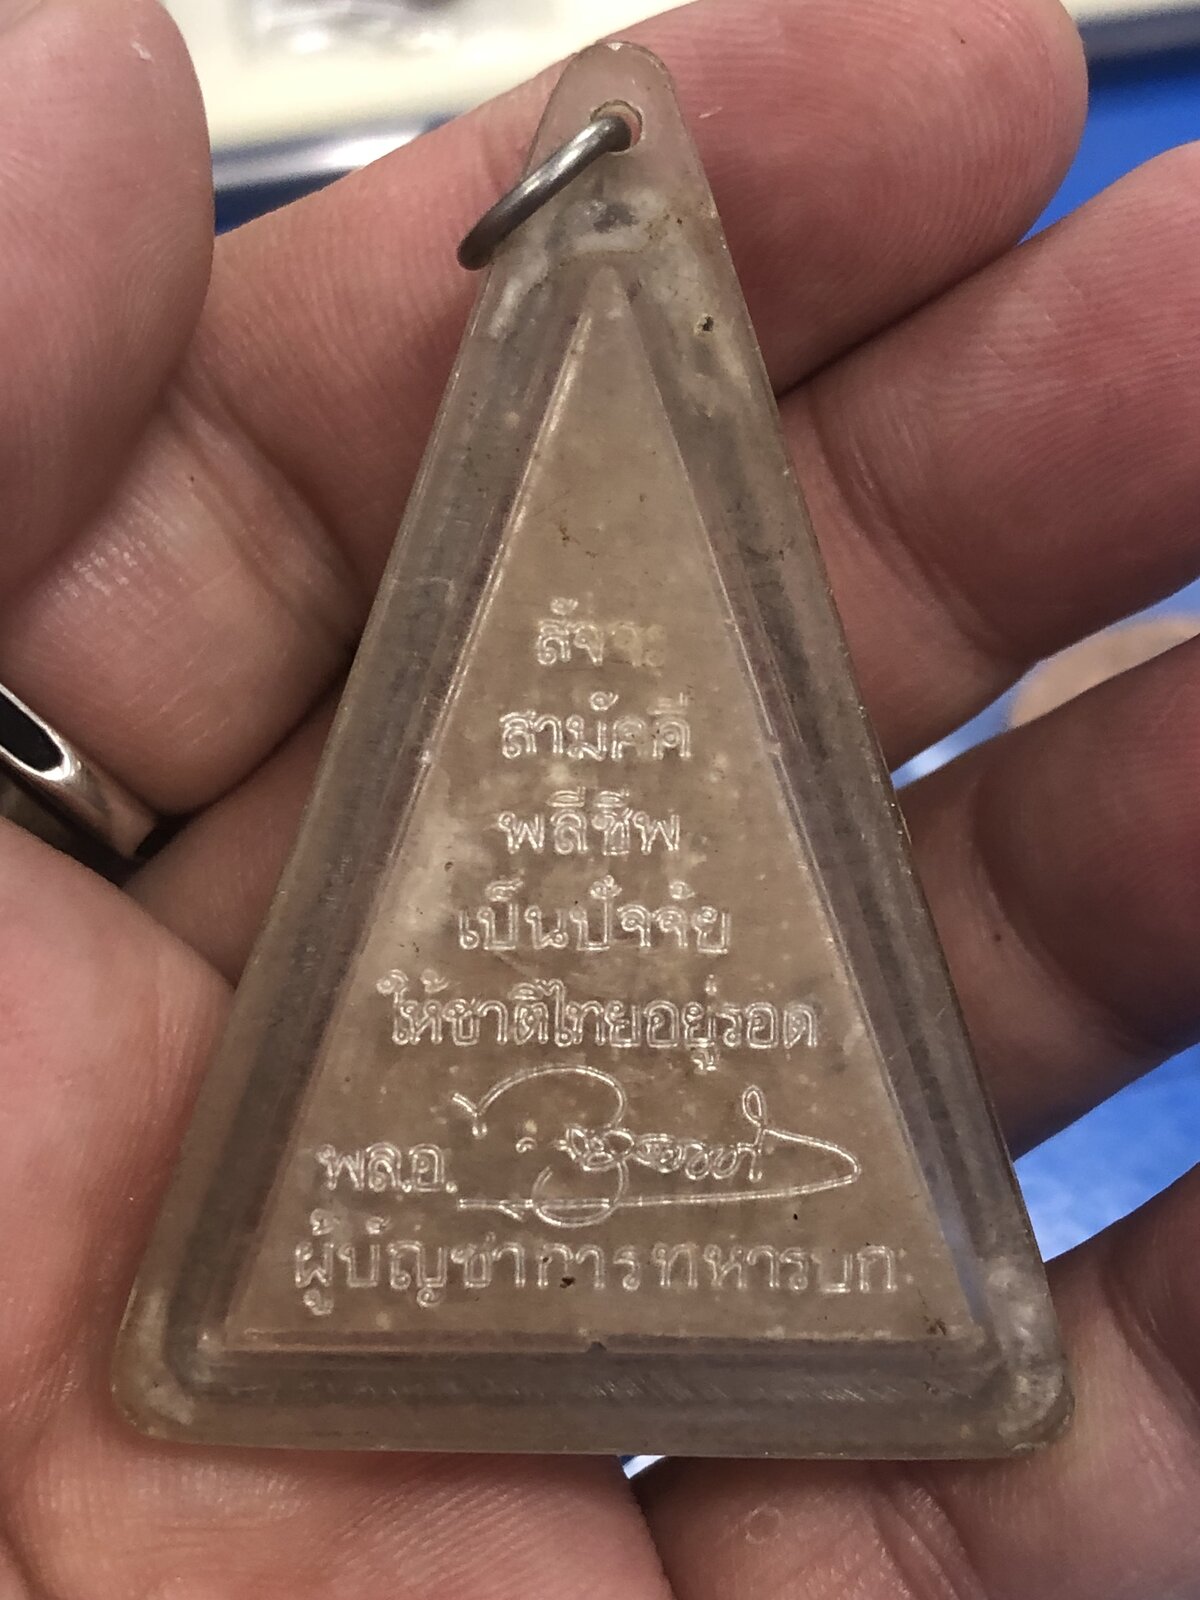 สัจจะ
สามัคคี
พลีชีพ
เป็นปัจจัย
ให้ชาติไทยอยู่รอด
พล.อ.
ผู้บัญชาการทหารบก